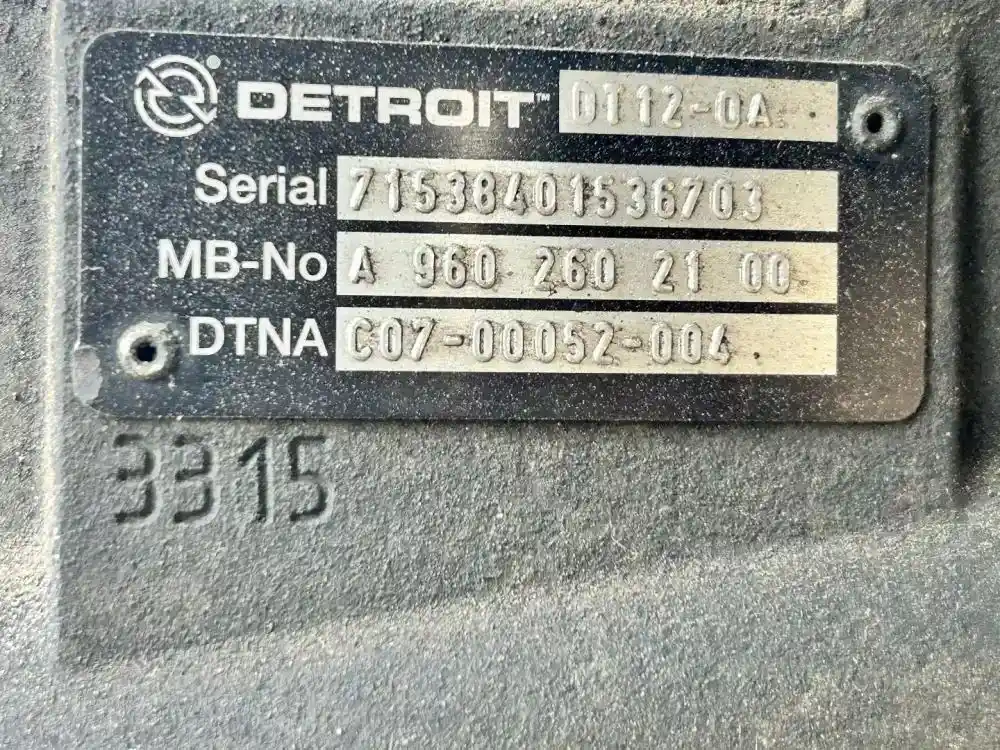 DETROIT™ DT12-OA
Serial 71538401536703
MB-No A 960 260 21 00
DTNA C07-00052-004
3315